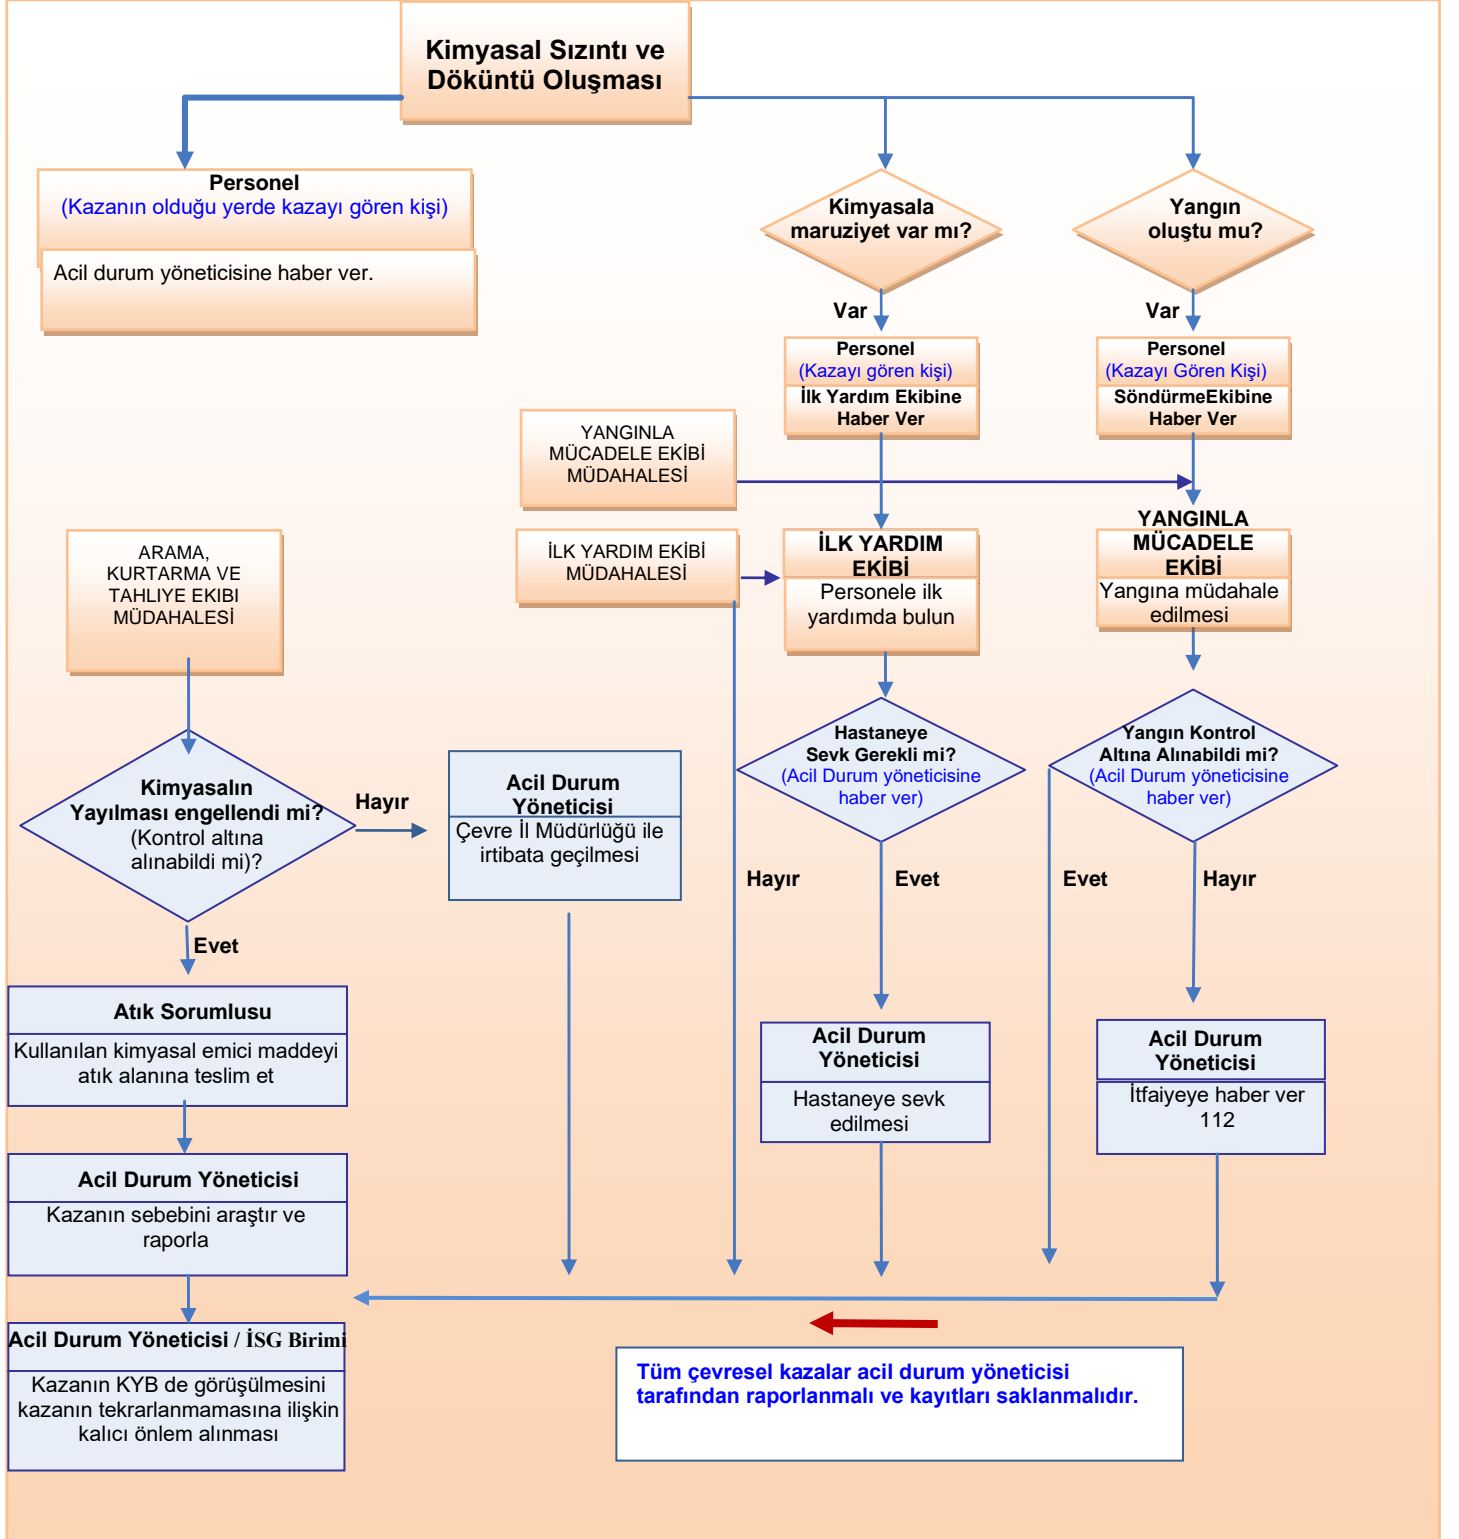 Kimyasal Sızıntı ve
Döküntü Oluşması
Personel
(Kazanın olduğu yerde kazayı gören kişi)
Acil durum yöneticisine haber ver.
Kimyasala
maruziyet var mı?
Yangın
oluştu mu?
Var
Var
Personel
(Kazayı gören kişi)
İlk Yardım Ekibine
Haber Ver
Personel
(Kazayı Gören Kişi)
SöndürmeEkibine
Haber Ver
YANGINLA
MÜCADELE EKİBİ
MÜDAHALESİ
İLK YARDIM EKİBİ
MÜDAHALESİ
İLK YARDIM
EKİBİ
Personele ilk
yardımda bulun
YANGINLA
MÜCADELE
EKİBİ
Yangına müdahale
edilmesi
ARAMA,
KURTARMA VE
TAHLIYE EKIBI
MÜDAHALESİ
Kimyasalın
Yayılması engellendi mi?
(Kontrol altına
alınabildi mi)?
Hayır
Acil Durum
Yöneticisi
Çevre İl Müdürlüğü ile
irtibata geçilmesi
Hastaneye
Sevk Gerekli mi?
(Acil Durum yöneticisine
haber ver)
Yangın Kontrol
Altına Alınabildi mi?
(Acil Durum yöneticisine
haber ver)
Hayır
Evet
Evet
Hayır
Evet
Atık Sorumlusu
Kullanılan kimyasal emici maddeyi
atık alanına teslim et
Acil Durum
Yöneticisi
Hastaneye sevk
edilmesi
Acil Durum
Yöneticisi
İtfaiyeye haber ver
112
Acil Durum Yöneticisi
Kazanın sebebini araştır ve
raporla
Acil Durum Yöneticisi / İSG Birimi
Kazanın KYB de görüşülmesini
kazanın tekrarlanmamasına ilişkin
kalıcı önlem alınması
Tüm çevresel kazalar acil durum yöneticisi
tarafından raporlanmalı ve kayıtları saklanmalıdır.